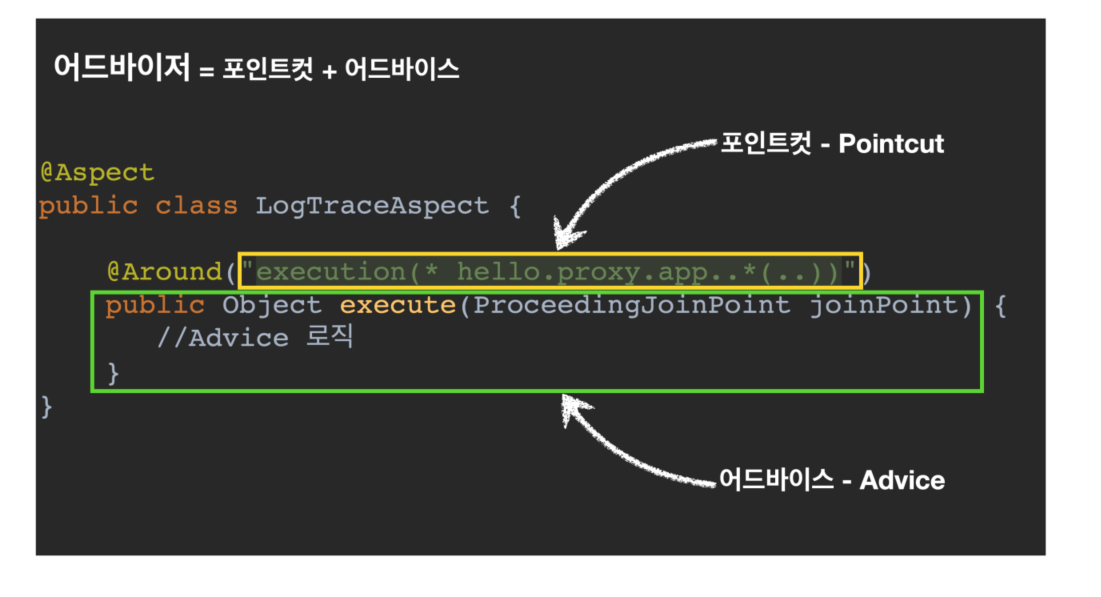 어드바이저 = 포인트컷 + 어드바이스
포인트컷 - Pointcut
@Aspect
public class LogTraceAspect {
@Around("execution(* hello.proxy.app..*(..))")
public Object execute(ProceedingJoinPoint joinPoint) {
//Advice 로직
}
}
어드바이스 - Advice